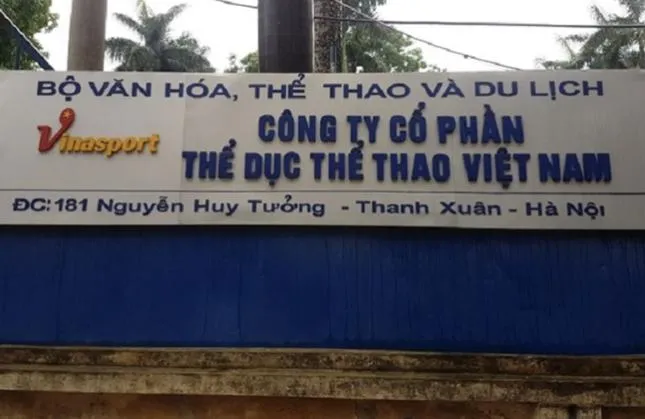 BỘ VĂN HÓA, THỂ THAO VÀ DU LỊCH
Vinasport
CÔNG TY CỔ PHẦN
THỂ DỤC THỂ THAO VIỆT NAM
ĐC: 181 Nguyễn Huy Tưởng - Thanh Xuân - Hà Nội